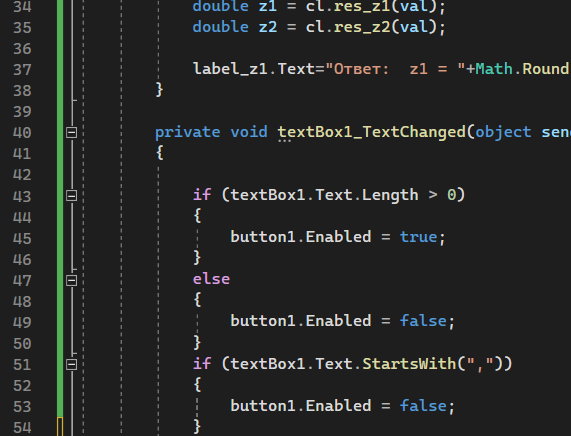 34 double z1 = cl.res_z1(val);
35 double z2 = cl.res_z2(val);
36
37 label_z1.Text="Ответ:  z1 = "+Math.Round
38 }
39
40 private void textBox1_TextChanged(object sen
41 {
42
43 if (textBox1.Text.Length > 0)
44 {
45 button1.Enabled = true;
46 }
47 else
48 {
49 button1.Enabled = false;
50 }
51 if (textBox1.Text.StartsWith(","))
52 {
53 button1.Enabled = false;
54 }